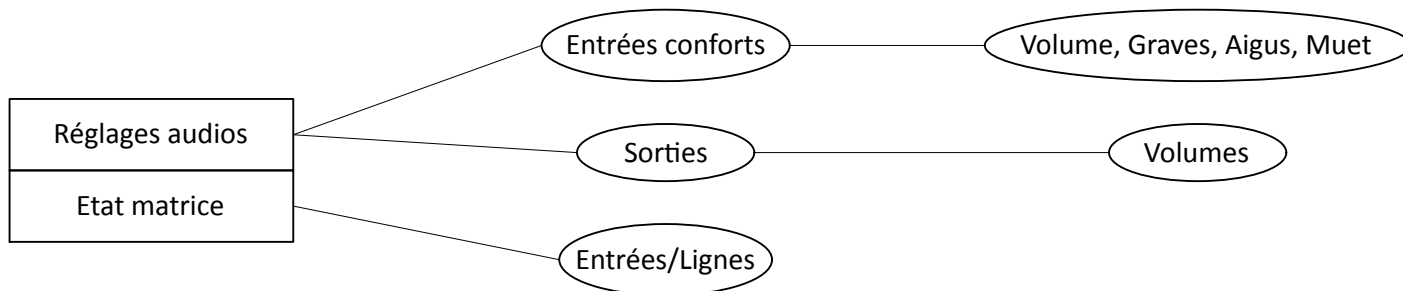 Entrées conforts
Volume, Graves, Aigus, Muet
Réglages audios
Sorties
Volumes
Etat matrice
Entrées/Lignes